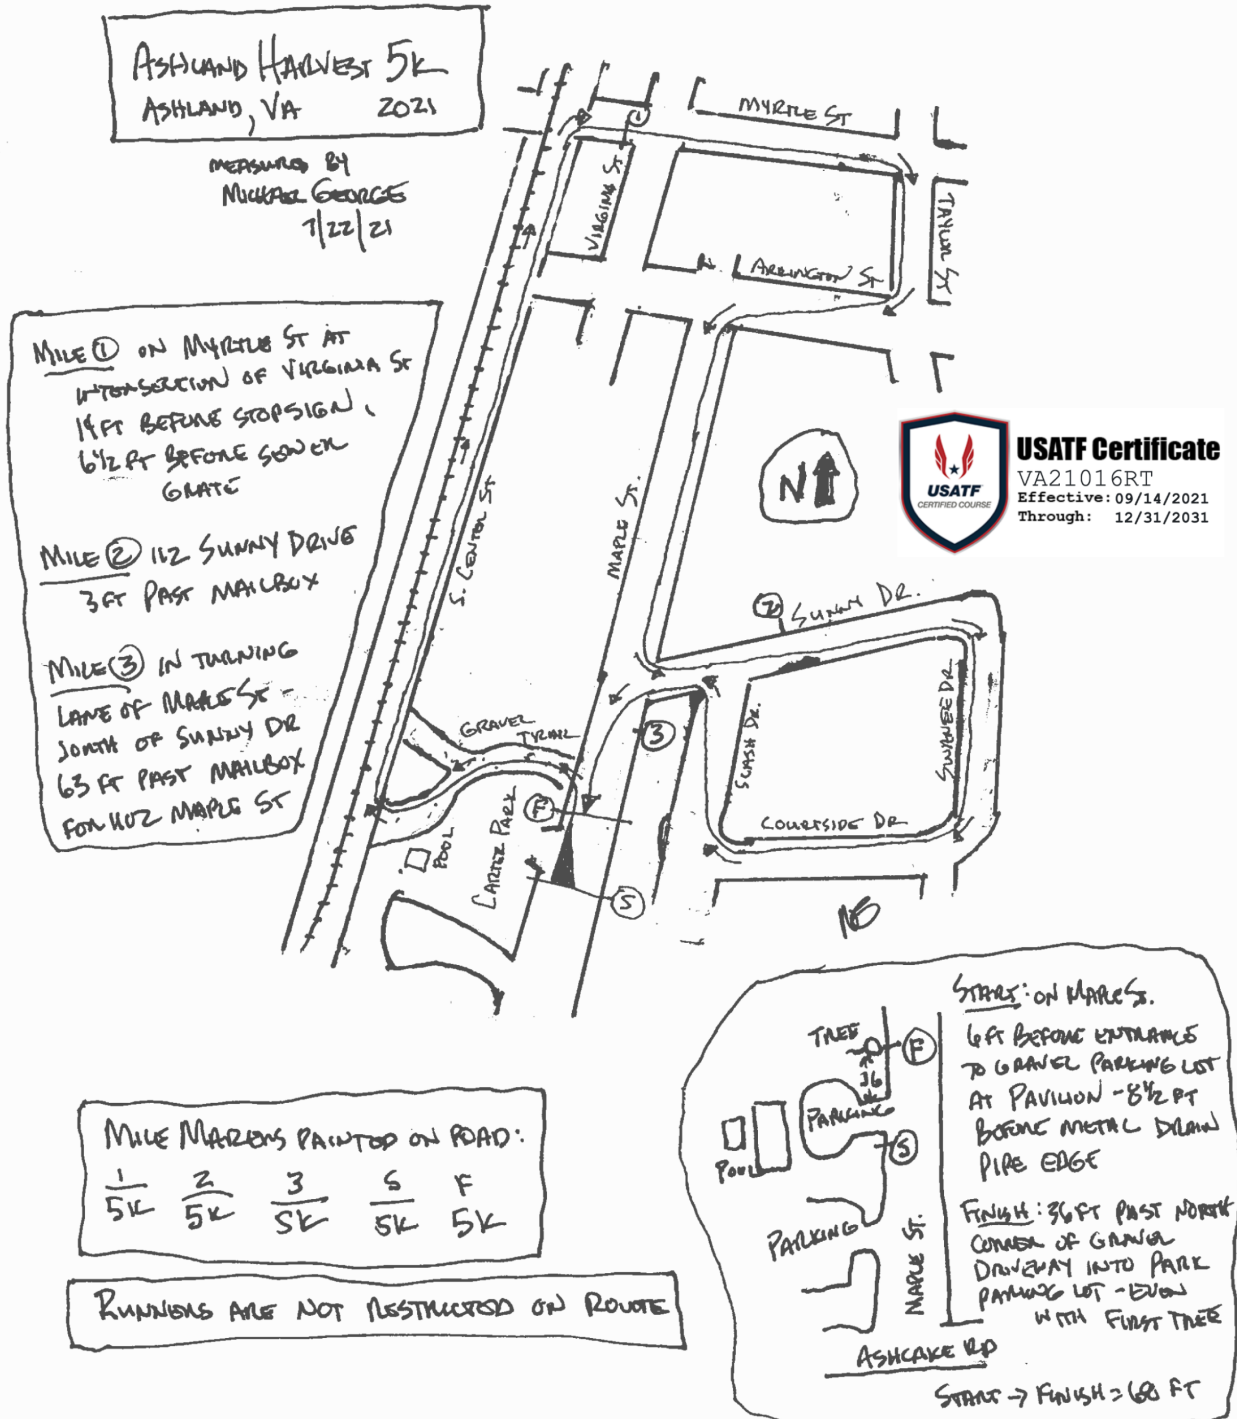 ASHLAND HARVEST 5K
ASHLAND, VA 2021
MEASURED BY
MICHAEL GEORGE
7/22/21
MILE ① ON MYRTLE ST AT
INTERSECTION OF VIRGINIA ST
14 FT BEFORE STOPSIGN,
6 1/2 FT BEFORE SEWER
GRATE
MILE ② 112 SUNNY DRIVE
3 FT PAST MAILBOX
MILE ③ IN TURNING
LANE OF MAPLE ST -
SOUTH OF SUNNY DR
63 FT PAST MAILBOX
FOR 1102 MAPLE ST
1
MYRTLE ST
VIRGINIA ST
TAYLOR ST
ARLINGTON ST
S. CENTER ST
MAPLE ST.
N
USATF
CERTIFIED COURSE
USATF Certificate
VA21016RT
Effective: 09/14/2021
Through: 12/31/2031
2
SUNNY DR.
SUWANEE DR
SLASH DR.
COURTSIDE DR
3
GRAVEL
TRAIL
F
POOL
CARTER PARK
S
START: ON MAPLE ST.
6 FT BEFORE ENTRANCE
TO GRAVEL PARKING LOT
AT PAVILION - 8 1/2 FT
BEFORE METAL DRAIN
PIPE EDGE
FINISH: 36 FT PAST NORTH
CORNER OF GRAVEL
DRIVEWAY INTO PARK
PARKING LOT - EVEN
WITH FIRST TREE
TREE
F
36
PARKING
S
POOL
PARKING
MAPLE ST.
ASHCAKE RD
START → FINISH = 68 FT
MILE MARKERS PAINTED ON ROAD:
1 2 3 S F
5K 5K 5K 5K 5K
RUNNERS ARE NOT RESTRICTED ON ROUTE